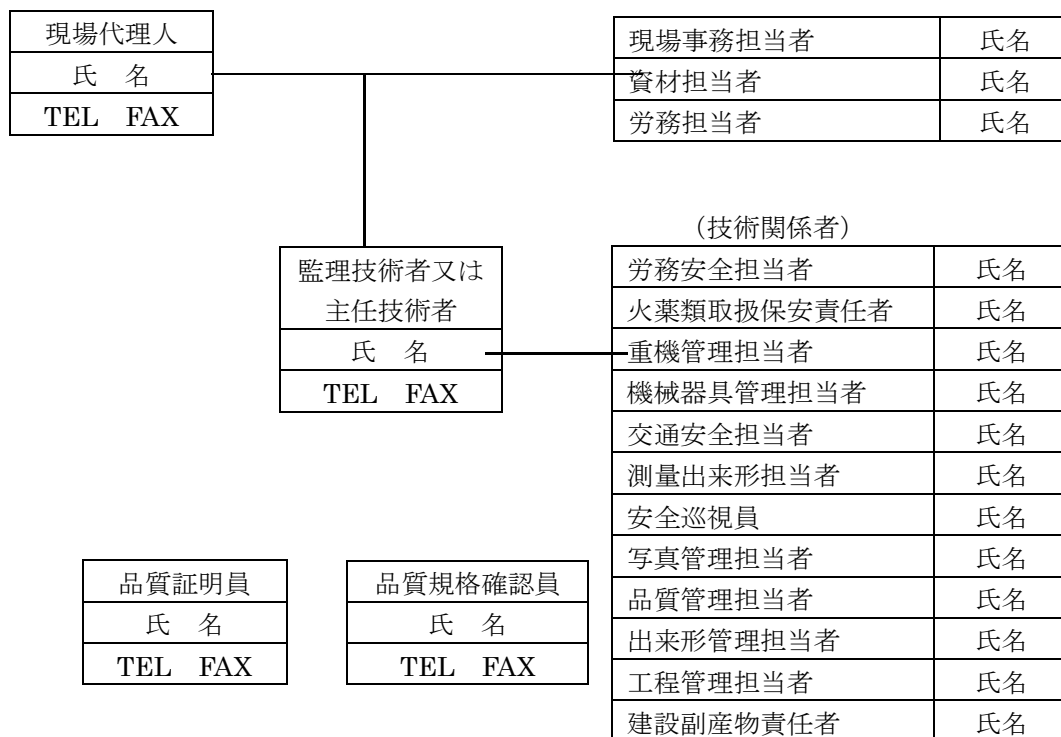 現場代理人
氏 名
TEL FAX
現場事務担当者 氏名
資材担当者 氏名
労務担当者 氏名
監理技術者又は
主任技術者
氏 名
TEL FAX
(技術関係者)
労務安全担当者 氏名
火薬類取扱保安責任者 氏名
重機管理担当者 氏名
機械器具管理担当者 氏名
交通安全担当者 氏名
測量出来形担当者 氏名
安全巡視員 氏名
写真管理担当者 氏名
品質管理担当者 氏名
出来形管理担当者 氏名
工程管理担当者 氏名
建設副産物責任者 氏名
品質証明員
氏 名
TEL FAX
品質規格確認員
氏 名
TEL FAX